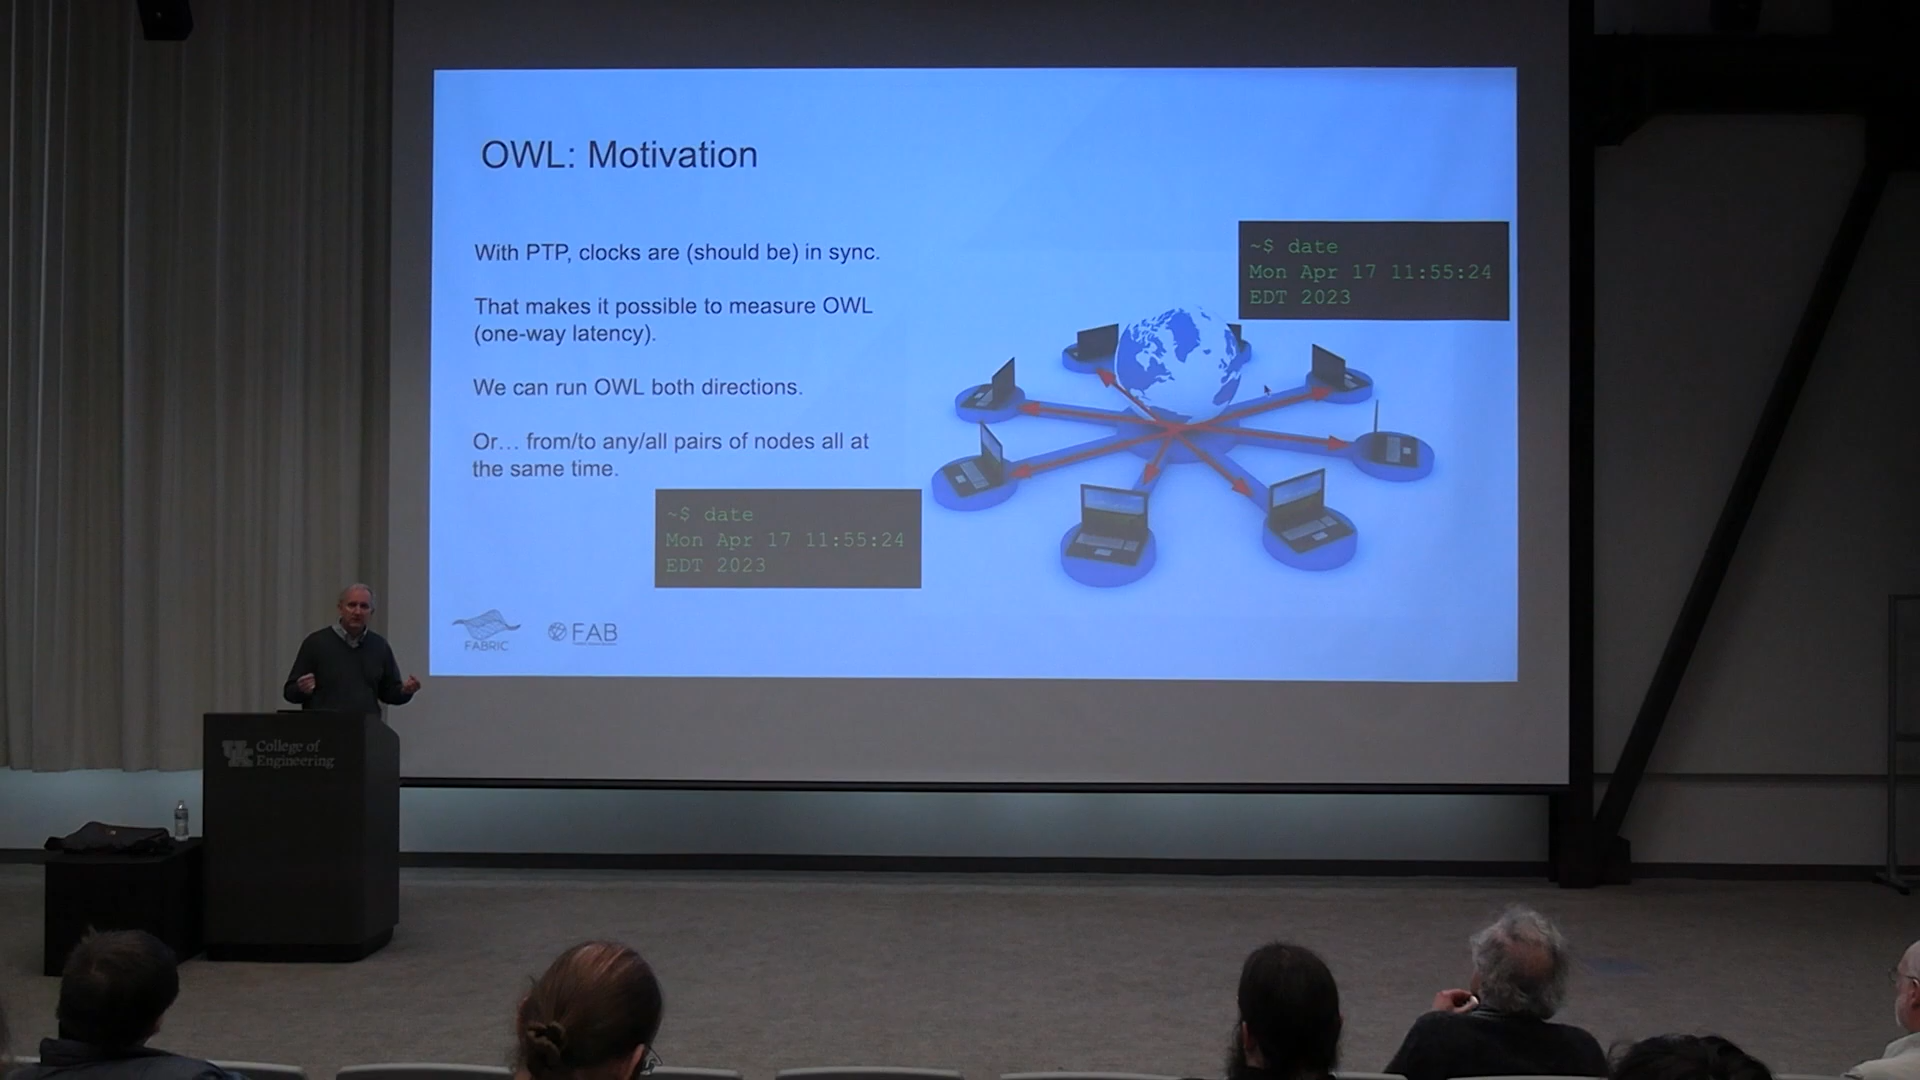 OWL: Motivation
With PTP, clocks are (should be) in sync.
That makes it possible to measure OWL
(one-way latency).
We can run OWL both directions.
Or... from/to any/all pairs of nodes all at
the same time.
~$ date
Mon Apr 17 11:55:24
EDT 2023
~$ date
Mon Apr 17 11:55:24
EDT 2023
FABRIC
FAB
UK College of
Engineering